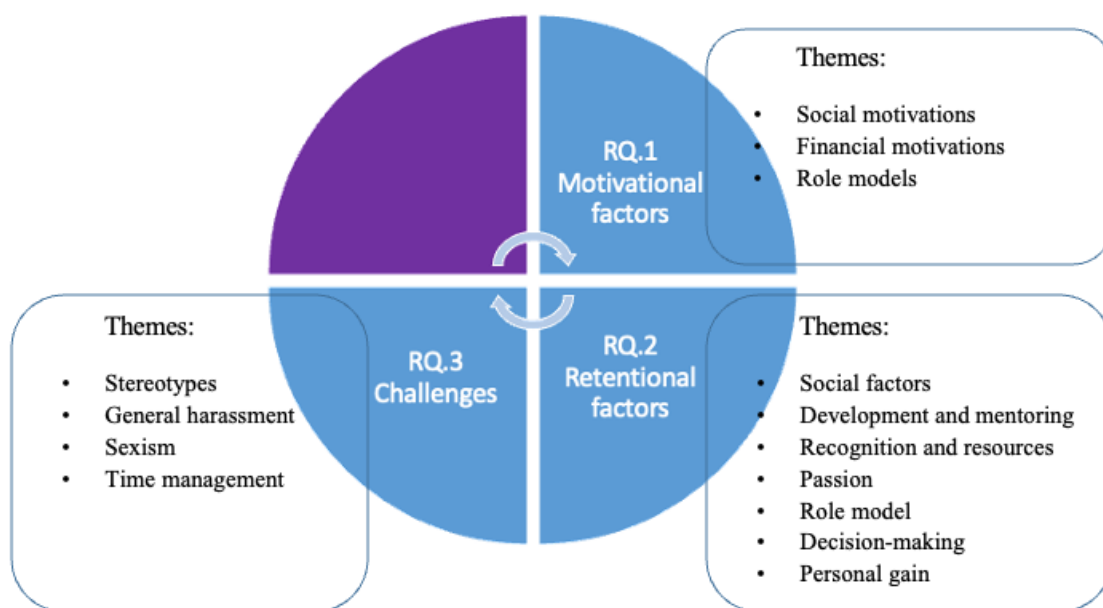 RQ.1
Motivational
factors
Themes:
• Social motivations
• Financial motivations
• Role models
RQ.2
Retentional
factors
Themes:
• Social factors
• Development and mentoring
• Recognition and resources
• Passion
• Role model
• Decision-making
• Personal gain
RQ.3
Challenges
Themes:
• Stereotypes
• General harassment
• Sexism
• Time management